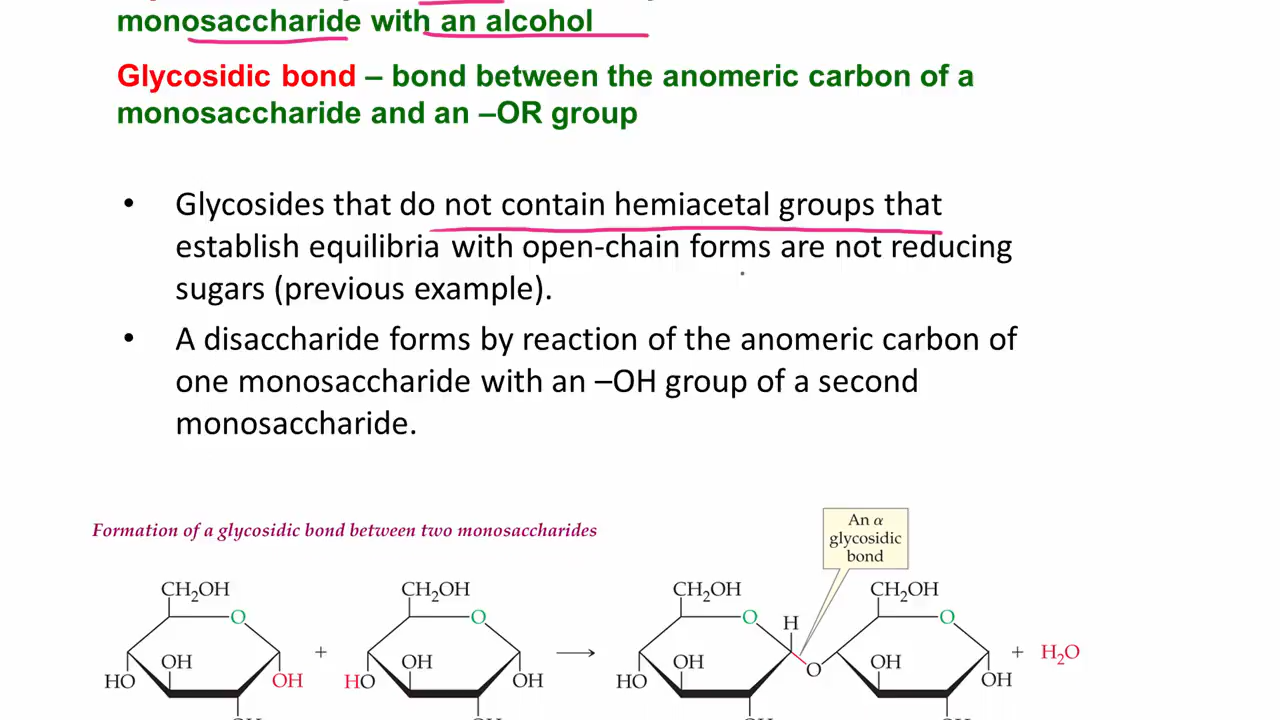 monosaccharide with an alcohol
Glycosidic bond – bond between the anomeric carbon of a
monosaccharide and an –OR group
• Glycosides that do not contain hemiacetal groups that
establish equilibria with open-chain forms are not reducing
sugars (previous example).
• A disaccharide forms by reaction of the anomeric carbon of
one monosaccharide with an –OH group of a second
monosaccharide.
Formation of a glycosidic bond between two monosaccharides
An α
glycosidic
bond
CH₂OH CH₂OH CH₂OH CH₂OH
O O O H O
OH + OH → OH O OH + H₂O
HO OH HO OH HO OH